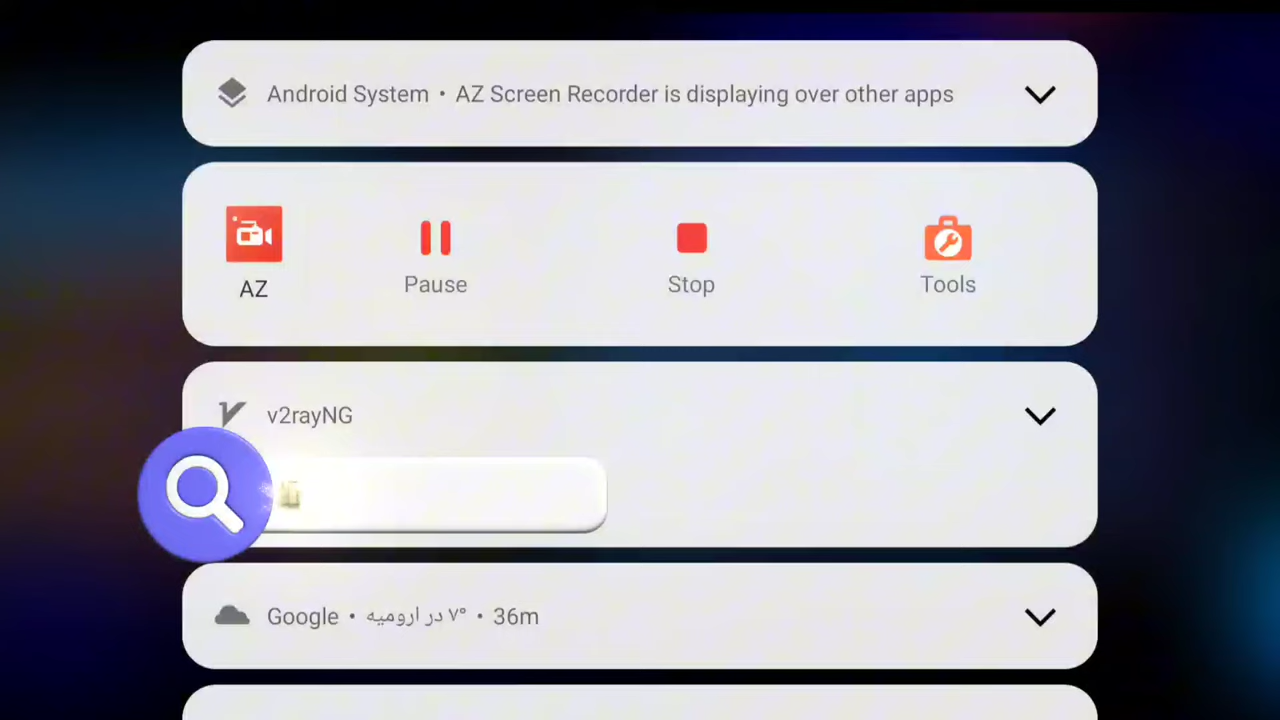 Android System • AZ Screen Recorder is displaying over other apps
AZ
Pause
Stop
Tools
v2rayNG
Google • ۷° در ارومیه • 36m